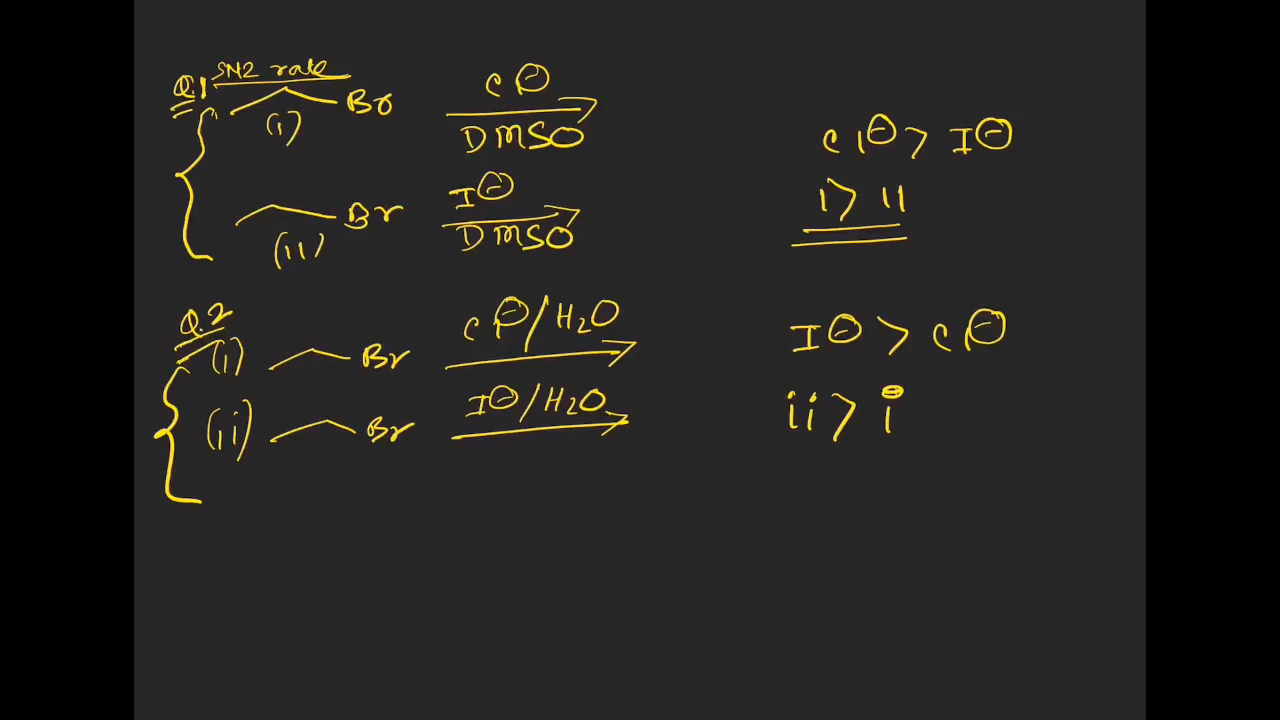 Q.1 SN2 rate
Br Cl⊖ DMSO
(i)
Cl⊖ > I⊖
Br I⊖ DMSO
(ii)
i > ii
Q.2
(i) Br Cl⊖/H2O
I⊖ > Cl⊖
(ii) Br I⊖/H2O
ii > i